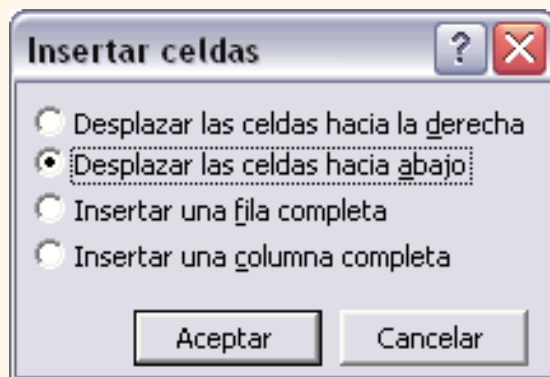 Insertar celdas
Desplazar las celdas hacia la derecha
Desplazar las celdas hacia abajo
Insertar una fila completa
Insertar una columna completa
Aceptar Cancelar